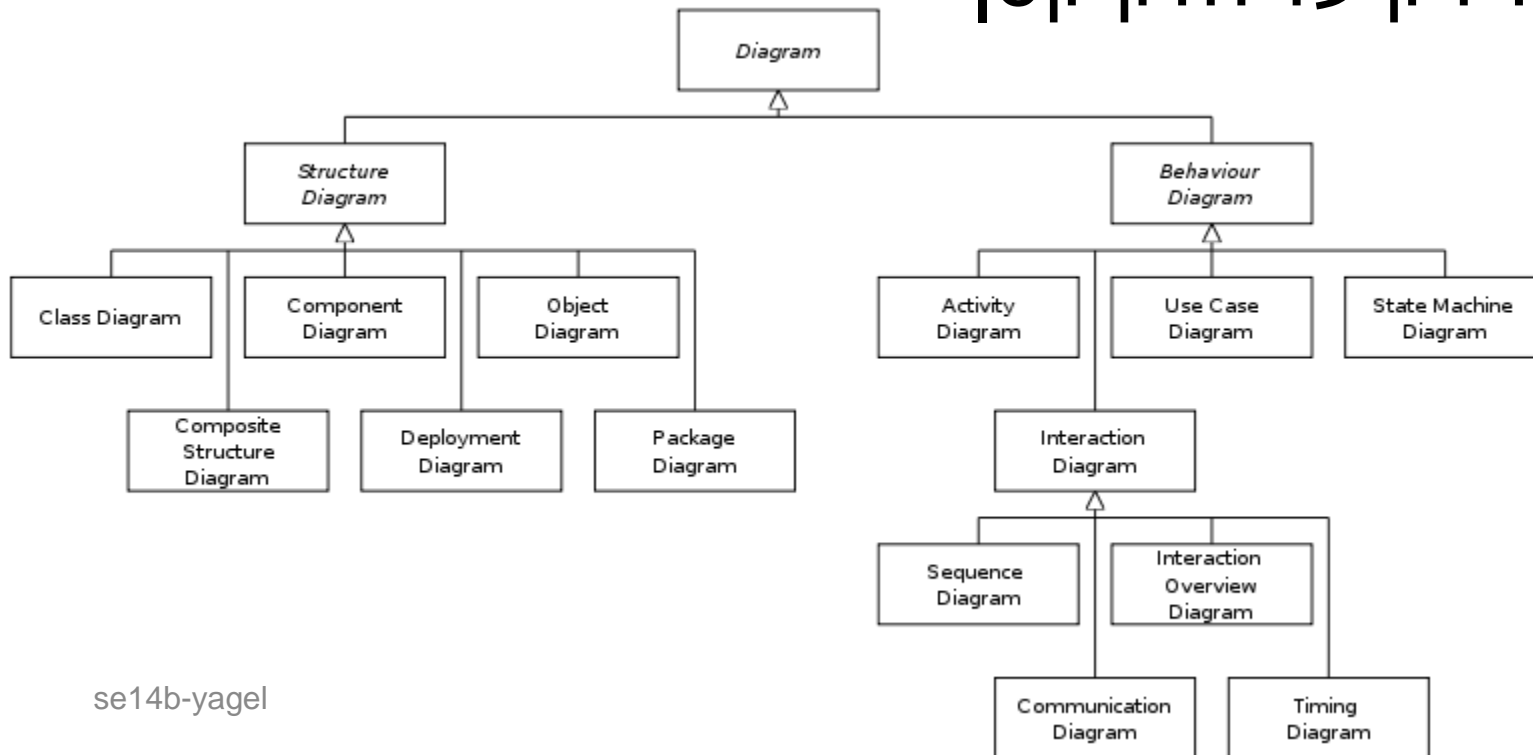 Diagram
Structure
Diagram
Behaviour
Diagram
Class Diagram
Component
Diagram
Object
Diagram
Activity
Diagram
Use Case
Diagram
State Machine
Diagram
Composite
Structure
Diagram
Deployment
Diagram
Package
Diagram
Interaction
Diagram
Sequence
Diagram
Interaction
Overview
Diagram
Communication
Diagram
Timing
Diagram
se14b-yagel